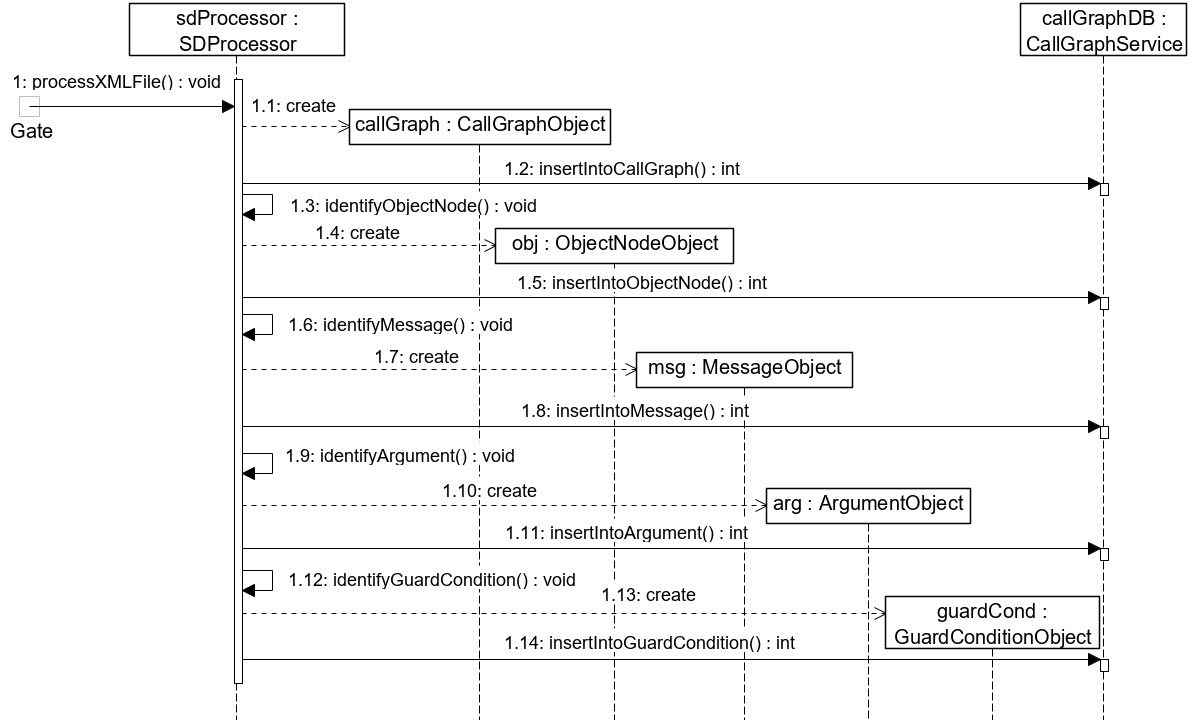 sdProcessor :
SDProcessor
callGraphDB :
CallGraphService
1: processXMLFile() : void
Gate
1.1: create
callGraph : CallGraphObject
1.2: insertIntoCallGraph() : int
1.3: identifyObjectNode() : void
1.4: create
obj : ObjectNodeObject
1.5: insertIntoObjectNode() : int
1.6: identifyMessage() : void
1.7: create
msg : MessageObject
1.8: insertIntoMessage() : int
1.9: identifyArgument() : void
1.10: create
arg : ArgumentObject
1.11: insertIntoArgument() : int
1.12: identifyGuardCondition() : void
1.13: create
guardCond :
GuardConditionObject
1.14: insertIntoGuardCondition() : int